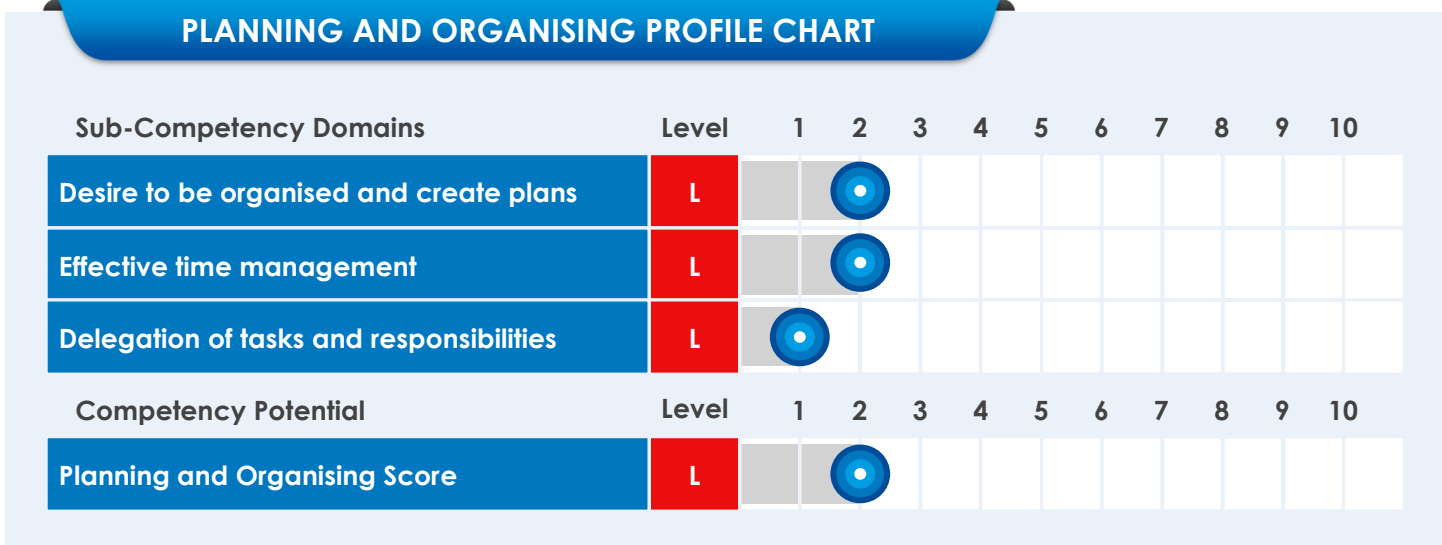 PLANNING AND ORGANISING PROFILE CHART
Sub-Competency Domains Level 1 2 3 4 5 6 7 8 9 10
Desire to be organised and create plans L
Effective time management L
Delegation of tasks and responsibilities L
Competency Potential Level 1 2 3 4 5 6 7 8 9 10
Planning and Organising Score L